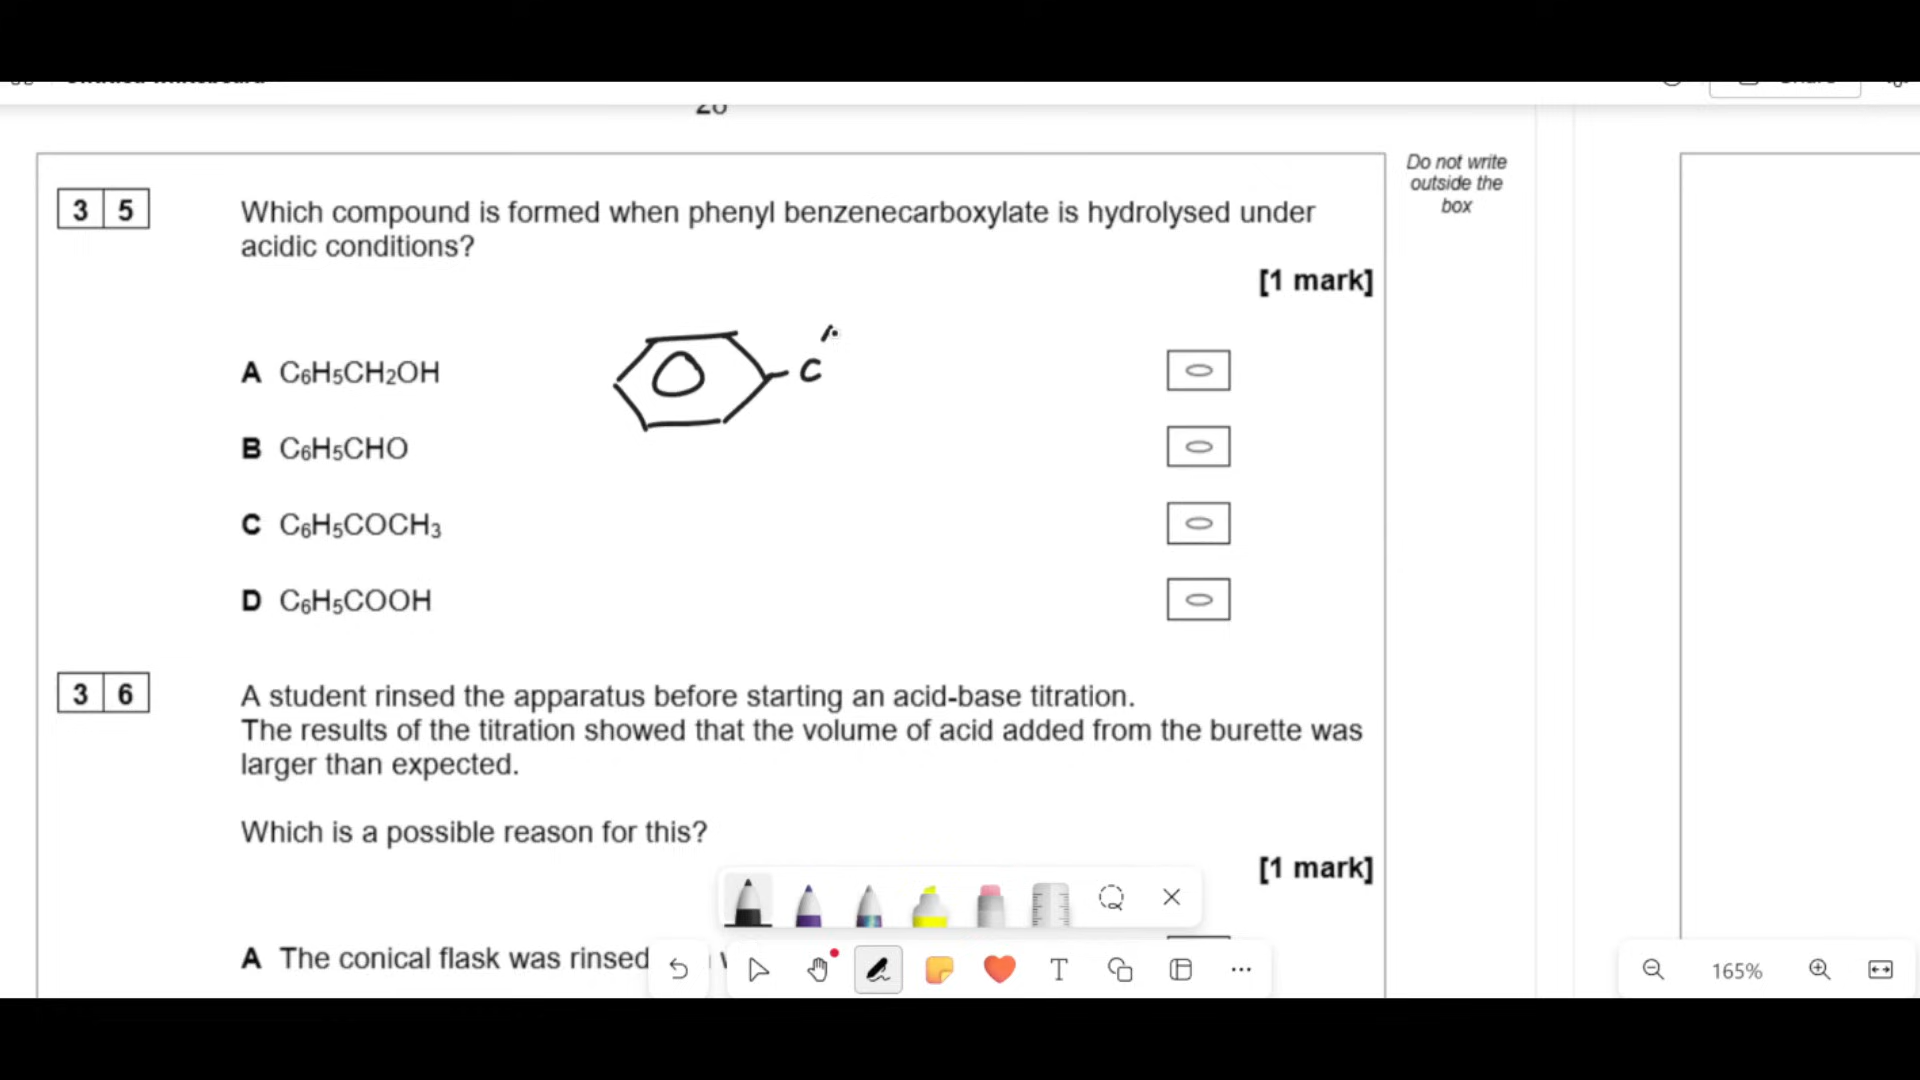 3 5 Which compound is formed when phenyl benzenecarboxylate is hydrolysed under
acidic conditions?
[1 mark]
Do not write
outside the
box
A C₆H₅CH₂OH
C
B C₆H₅CHO
C C₆H₅COCH₃
D C₆H₅COOH
3 6 A student rinsed the apparatus before starting an acid-base titration.
The results of the titration showed that the volume of acid added from the burette was
larger than expected.
Which is a possible reason for this?
[1 mark]
A The conical flask was rinsed
T
165%